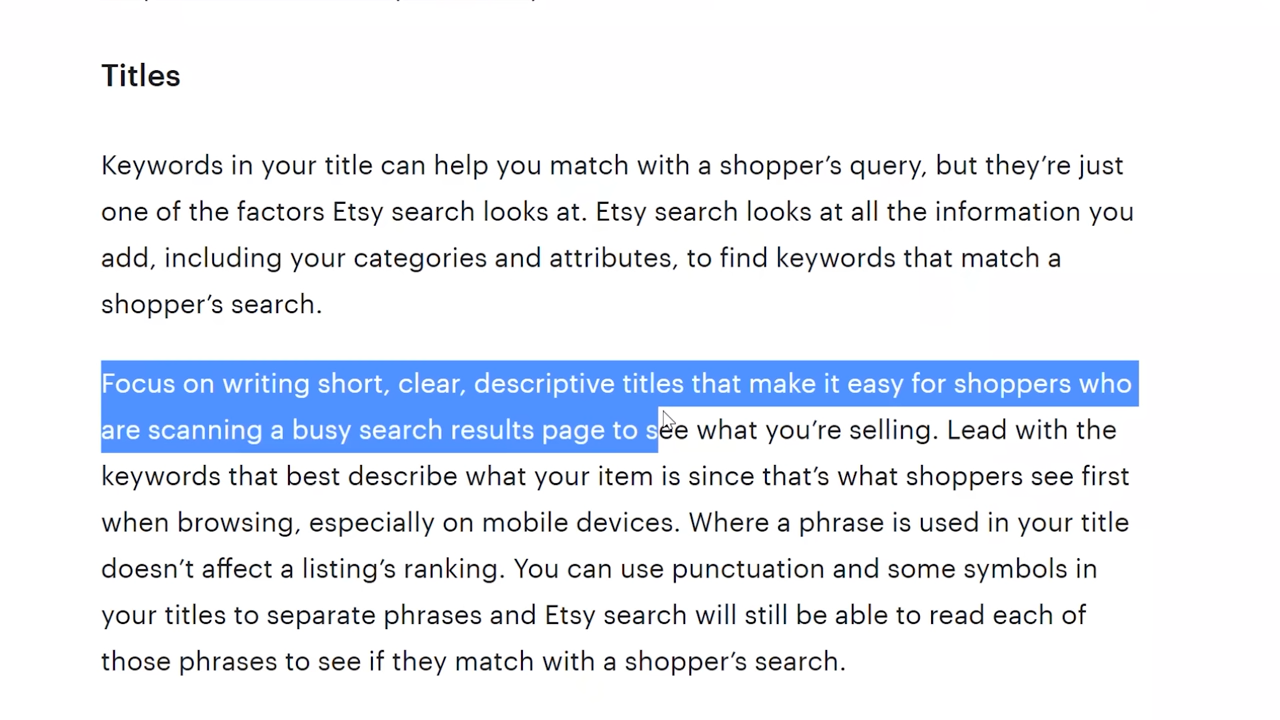 Titles
Keywords in your title can help you match with a shopper’s query, but they’re just
one of the factors Etsy search looks at. Etsy search looks at all the information you
add, including your categories and attributes, to find keywords that match a
shopper’s search.
Focus on writing short, clear, descriptive titles that make it easy for shoppers who
are scanning a busy search results page to see what you’re selling. Lead with the
keywords that best describe what your item is since that’s what shoppers see first
when browsing, especially on mobile devices. Where a phrase is used in your title
doesn’t affect a listing’s ranking. You can use punctuation and some symbols in
your titles to separate phrases and Etsy search will still be able to read each of
those phrases to see if they match with a shopper’s search.